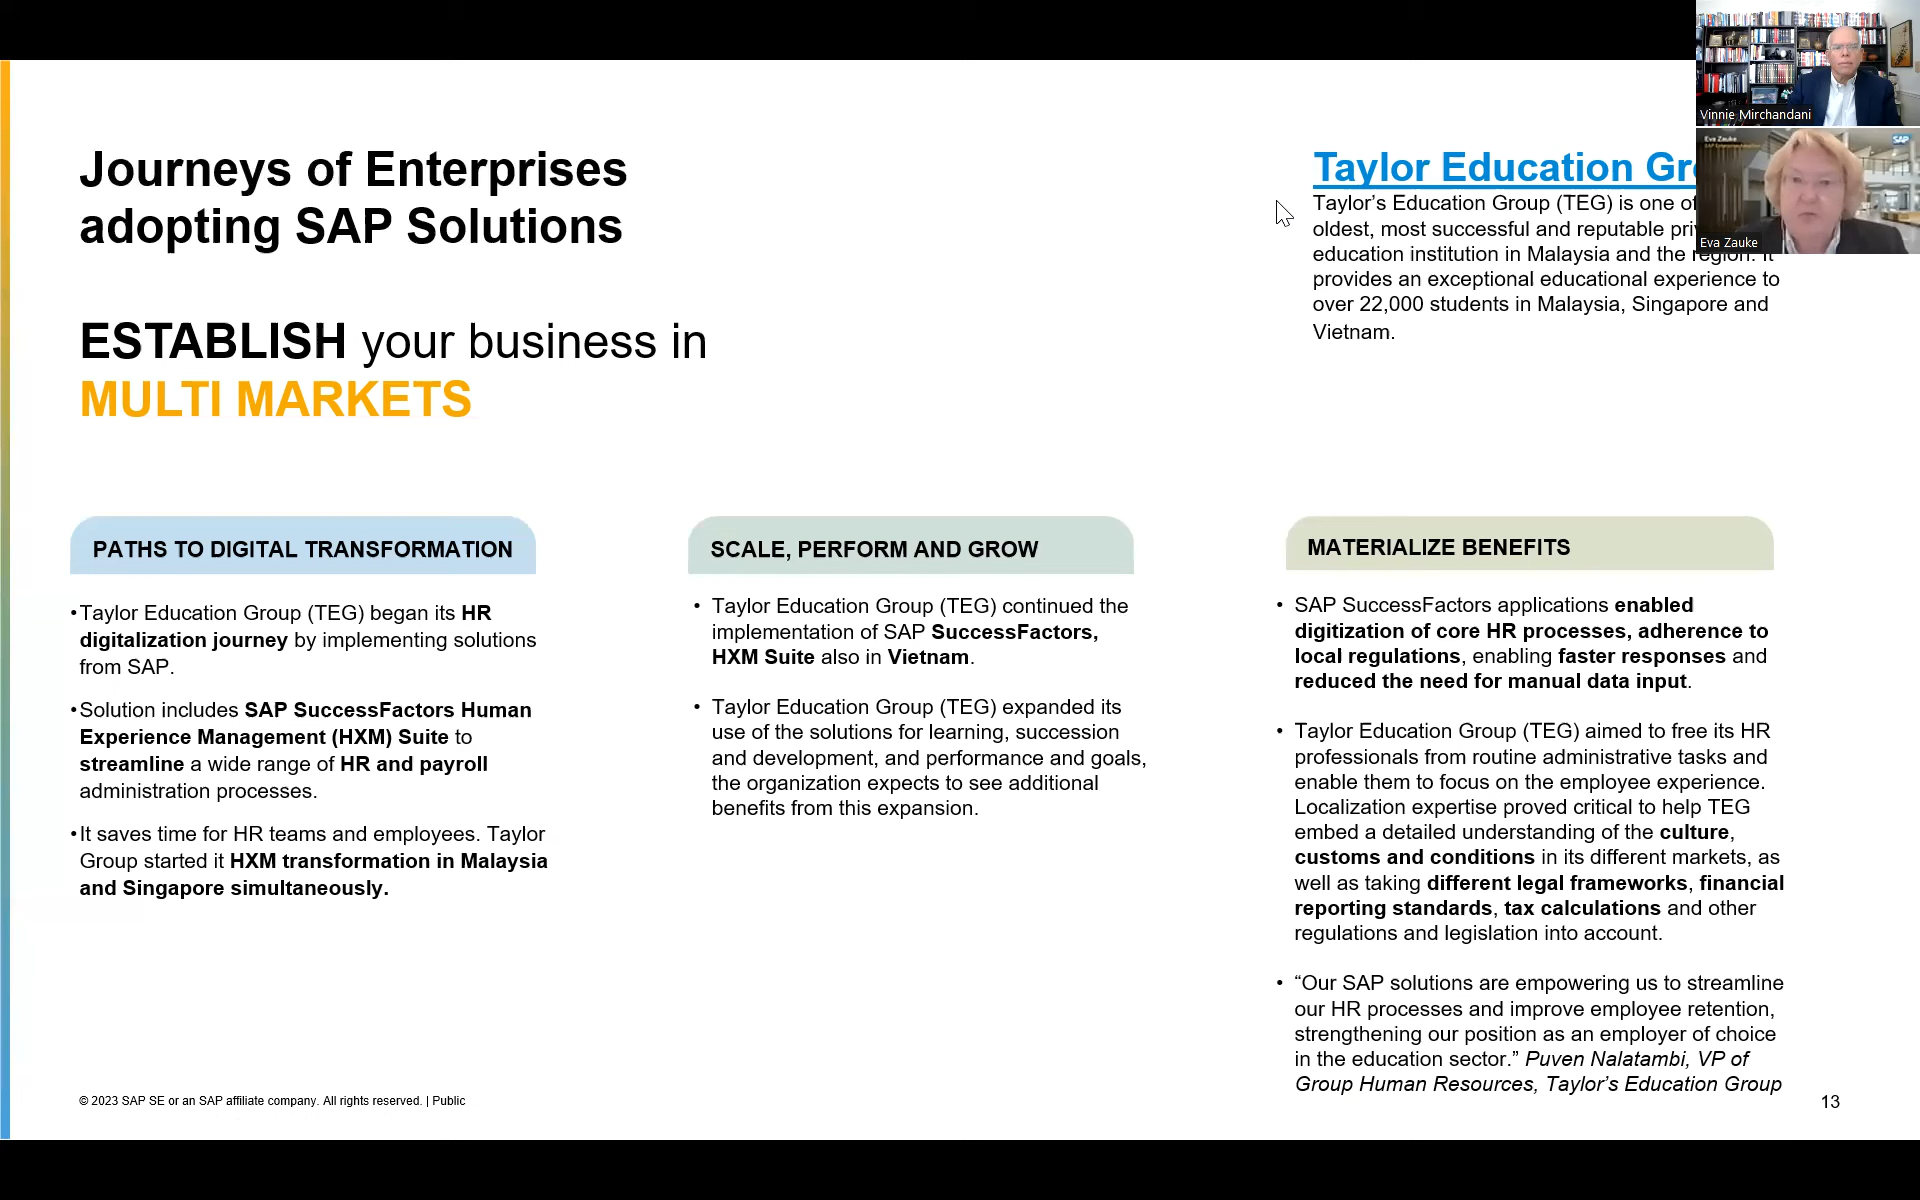 Journeys of Enterprises
adopting SAP Solutions
ESTABLISH your business in
MULTI MARKETS
Taylor Education Gr
Taylor’s Education Group (TEG) is one of
oldest, most successful and reputable pri
education institution in Malaysia and the region. It
provides an exceptional educational experience to
over 22,000 students in Malaysia, Singapore and
Vietnam.
Vinnie Mirchandani
Eva Zauke
SAP
Eva Zauke
PATHS TO DIGITAL TRANSFORMATION
•Taylor Education Group (TEG) began its HR
digitalization journey by implementing solutions
from SAP.
•Solution includes SAP SuccessFactors Human
Experience Management (HXM) Suite to
streamline a wide range of HR and payroll
administration processes.
•It saves time for HR teams and employees. Taylor
Group started it HXM transformation in Malaysia
and Singapore simultaneously.
SCALE, PERFORM AND GROW
• Taylor Education Group (TEG) continued the
implementation of SAP SuccessFactors,
HXM Suite also in Vietnam.
• Taylor Education Group (TEG) expanded its
use of the solutions for learning, succession
and development, and performance and goals,
the organization expects to see additional
benefits from this expansion.
MATERIALIZE BENEFITS
• SAP SuccessFactors applications enabled
digitization of core HR processes, adherence to
local regulations, enabling faster responses and
reduced the need for manual data input.
• Taylor Education Group (TEG) aimed to free its HR
professionals from routine administrative tasks and
enable them to focus on the employee experience.
Localization expertise proved critical to help TEG
embed a detailed understanding of the culture,
customs and conditions in its different markets, as
well as taking different legal frameworks, financial
reporting standards, tax calculations and other
regulations and legislation into account.
• “Our SAP solutions are empowering us to streamline
our HR processes and improve employee retention,
strengthening our position as an employer of choice
in the education sector.” Puven Nalatambi, VP of
Group Human Resources, Taylor’s Education Group
© 2023 SAP SE or an SAP affiliate company. All rights reserved. | Public
13